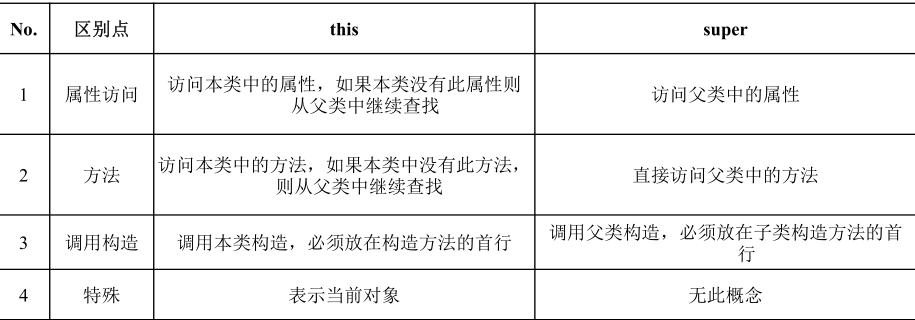 No. 区别点 this super
1 属性访问 访问本类中的属性，如果本类没有此属性则
从父类中继续查找 访问父类中的属性
2 方法 访问本类中的方法，如果本类中没有此方法，
则从父类中继续查找 直接访问父类中的方法
3 调用构造 调用本类构造，必须放在构造方法的首行 调用父类构造，必须放在子类构造方法的首
行
4 特殊 表示当前对象 无此概念